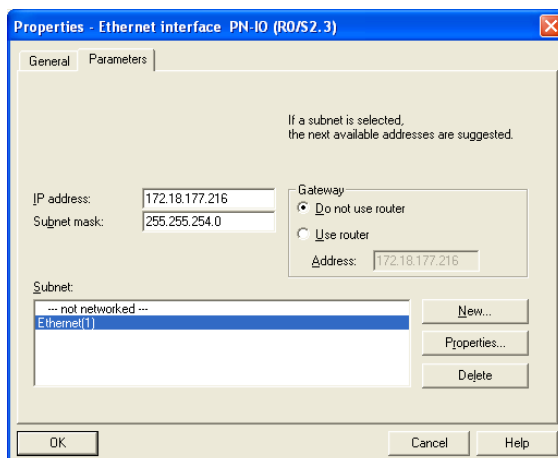 Properties - Ethernet interface PN-IO (R0/S2.3)
General
Parameters
If a subnet is selected,
the next available addresses are suggested.
IP address:
172.18.177.216
Subnet mask:
255.255.254.0
Gateway
Do not use router
Use router
Address:
172.18.177.216
Subnet:
--- not networked ---
Ethernet(1)
New...
Properties...
Delete
OK
Cancel
Help